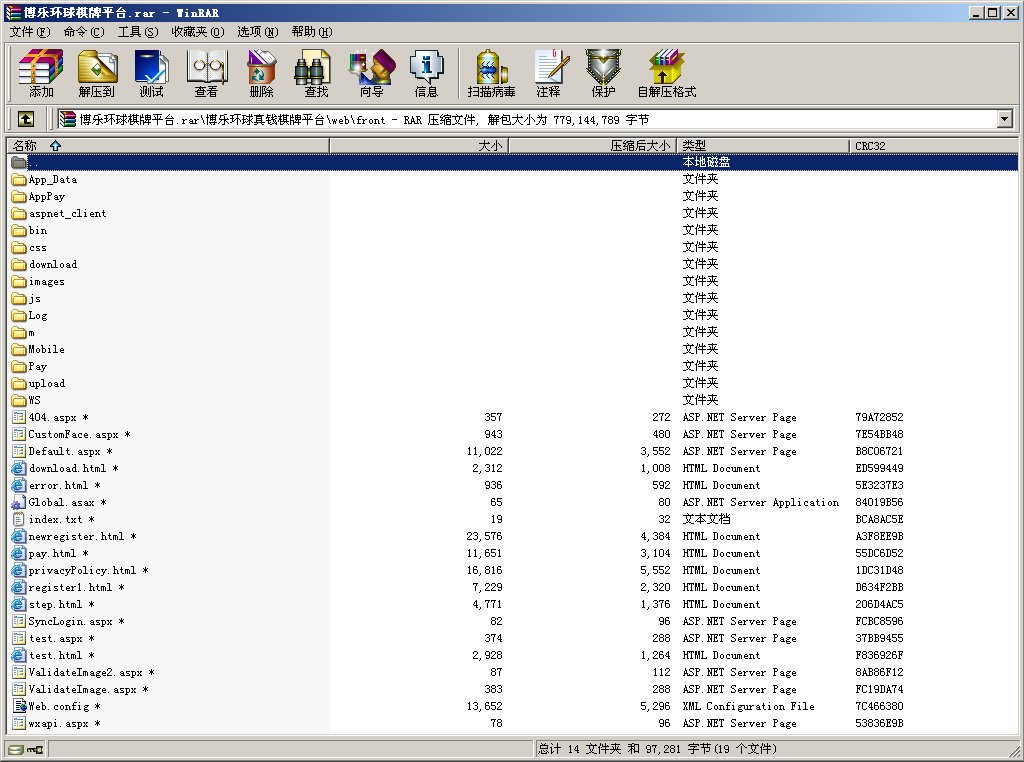 博乐环球棋牌平台.rar - WinRAR
文件(F) 命令(C) 工具(S) 收藏夹(O) 选项(N) 帮助(H)
添加 解压到 测试 查看 删除 查找 向导 信息 扫描病毒 注释 保护 自解压格式
博乐环球棋牌平台.rar\博乐环球真钱棋牌平台\web\front - RAR 压缩文件, 解包大小为 779,144,789 字节
名称 大小 压缩后大小 类型 CRC32
.. 本地磁盘
App_Data 文件夹
AppPay 文件夹
aspnet_client 文件夹
bin 文件夹
css 文件夹
download 文件夹
images 文件夹
js 文件夹
Log 文件夹
m 文件夹
Mobile 文件夹
Pay 文件夹
upload 文件夹
WS 文件夹
404.aspx * 357 272 ASP.NET Server Page 79A72852
CustomFace.aspx * 943 480 ASP.NET Server Page 7E54BB48
Default.aspx * 11,022 3,552 ASP.NET Server Page B8C06721
download.html * 2,312 1,008 HTML Document ED599449
error.html * 936 592 HTML Document 5E3237E3
Global.asax * 65 80 ASP.NET Server Application 84019B56
index.txt * 19 32 文本文档 BCA8AC5E
newregister.html * 23,576 4,384 HTML Document A3F8EE9B
pay.html * 11,651 3,104 HTML Document 55DC6D52
privacyPolicy.html * 16,816 5,552 HTML Document 1DC31D48
register1.html * 7,229 2,320 HTML Document D634F2BB
step.html * 4,771 1,376 HTML Document 206D4AC5
SyncLogin.aspx * 82 96 ASP.NET Server Page FCBC8596
test.aspx * 374 288 ASP.NET Server Page 37BB9455
test.html * 2,928 1,264 HTML Document F836926F
ValidateImage2.aspx * 87 112 ASP.NET Server Page 8AB86F12
ValidateImage.aspx * 383 288 ASP.NET Server Page FC19DA74
Web.config * 13,652 5,296 XML Configuration File 7C466380
wxapi.aspx * 78 96 ASP.NET Server Page 53836E9B
总计 14 文件夹 和 97,281 字节(19 个文件)